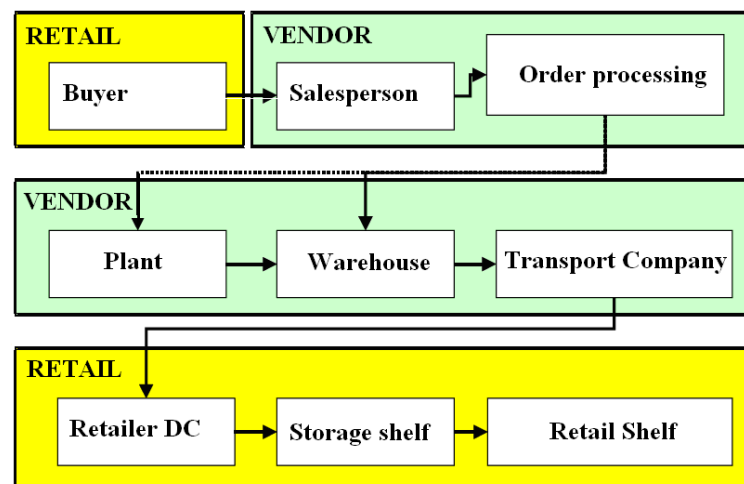 RETAIL
VENDOR
Buyer
Salesperson
Order processing
VENDOR
Plant
Warehouse
Transport Company
RETAIL
Retailer DC
Storage shelf
Retail Shelf